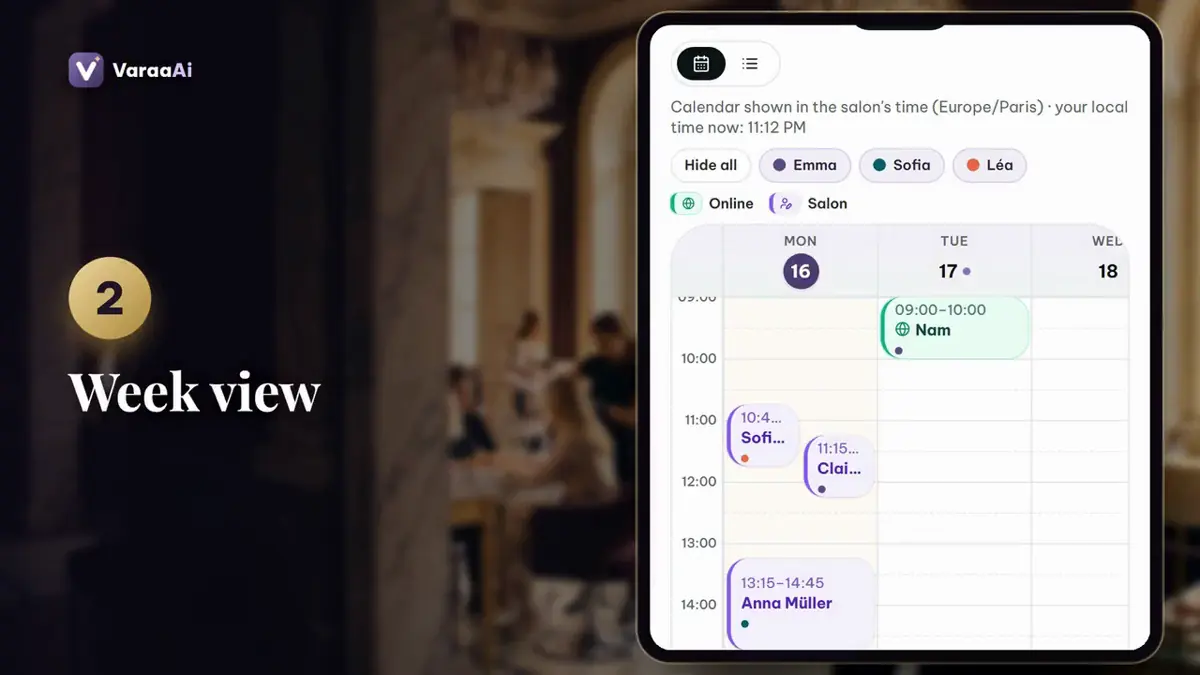 VaraaAi
2
Week view
Calendar shown in the salon's time (Europe/Paris) · your local
time now: 11:12 PM
Hide all
Emma
Sofia
Léa
Online
Salon
MON
TUE
WED
16
17
18
09:00
10:00
11:00
12:00
13:00
14:00
09:00–10:00
Nam
10:4...
Sofi...
11:15...
Clai...
13:15–14:45
Anna Müller